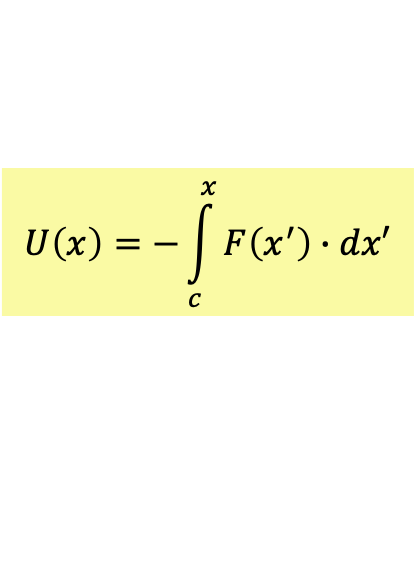 U(x) = −∫_c^x F(x′) · dx′